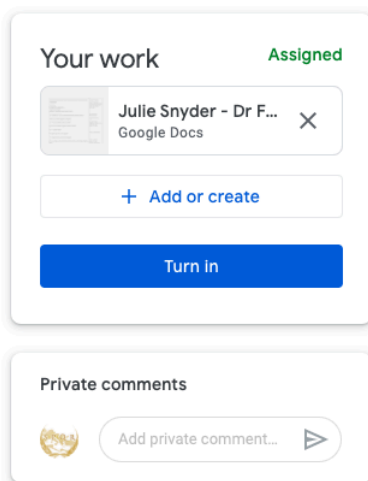 Your work
Assigned
Julie Snyder - Dr F...
Google Docs
+ Add or create
Turn in
Private comments
Add private comment...